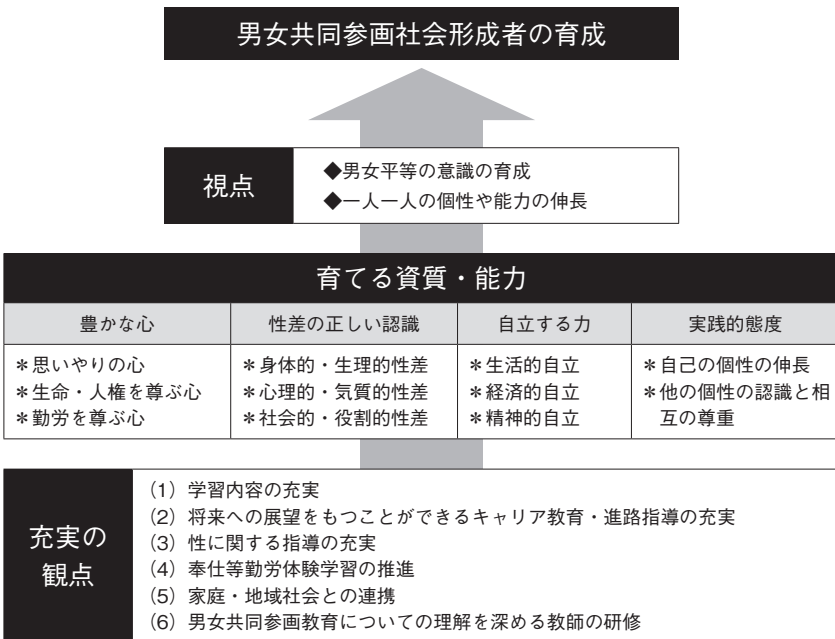 男女共同参画社会形成者の育成
視点
◆男女平等の意識の育成
◆一人一人の個性や能力の伸長
育てる資質・能力
豊かな心
＊思いやりの心
＊生命・人権を尊ぶ心
＊勤労を尊ぶ心
性差の正しい認識
＊身体的・生理的性差
＊心理的・気質的性差
＊社会的・役割的性差
自立する力
＊生活的自立
＊経済的自立
＊精神的自立
実践的態度
＊自己の個性の伸長
＊他の個性の認識と相
互の尊重
充実の
観点
(1) 学習内容の充実
(2) 将来への展望をもつことができるキャリア教育・進路指導の充実
(3) 性に関する指導の充実
(4) 奉仕等勤労体験学習の推進
(5) 家庭・地域社会との連携
(6) 男女共同参画教育についての理解を深める教師の研修